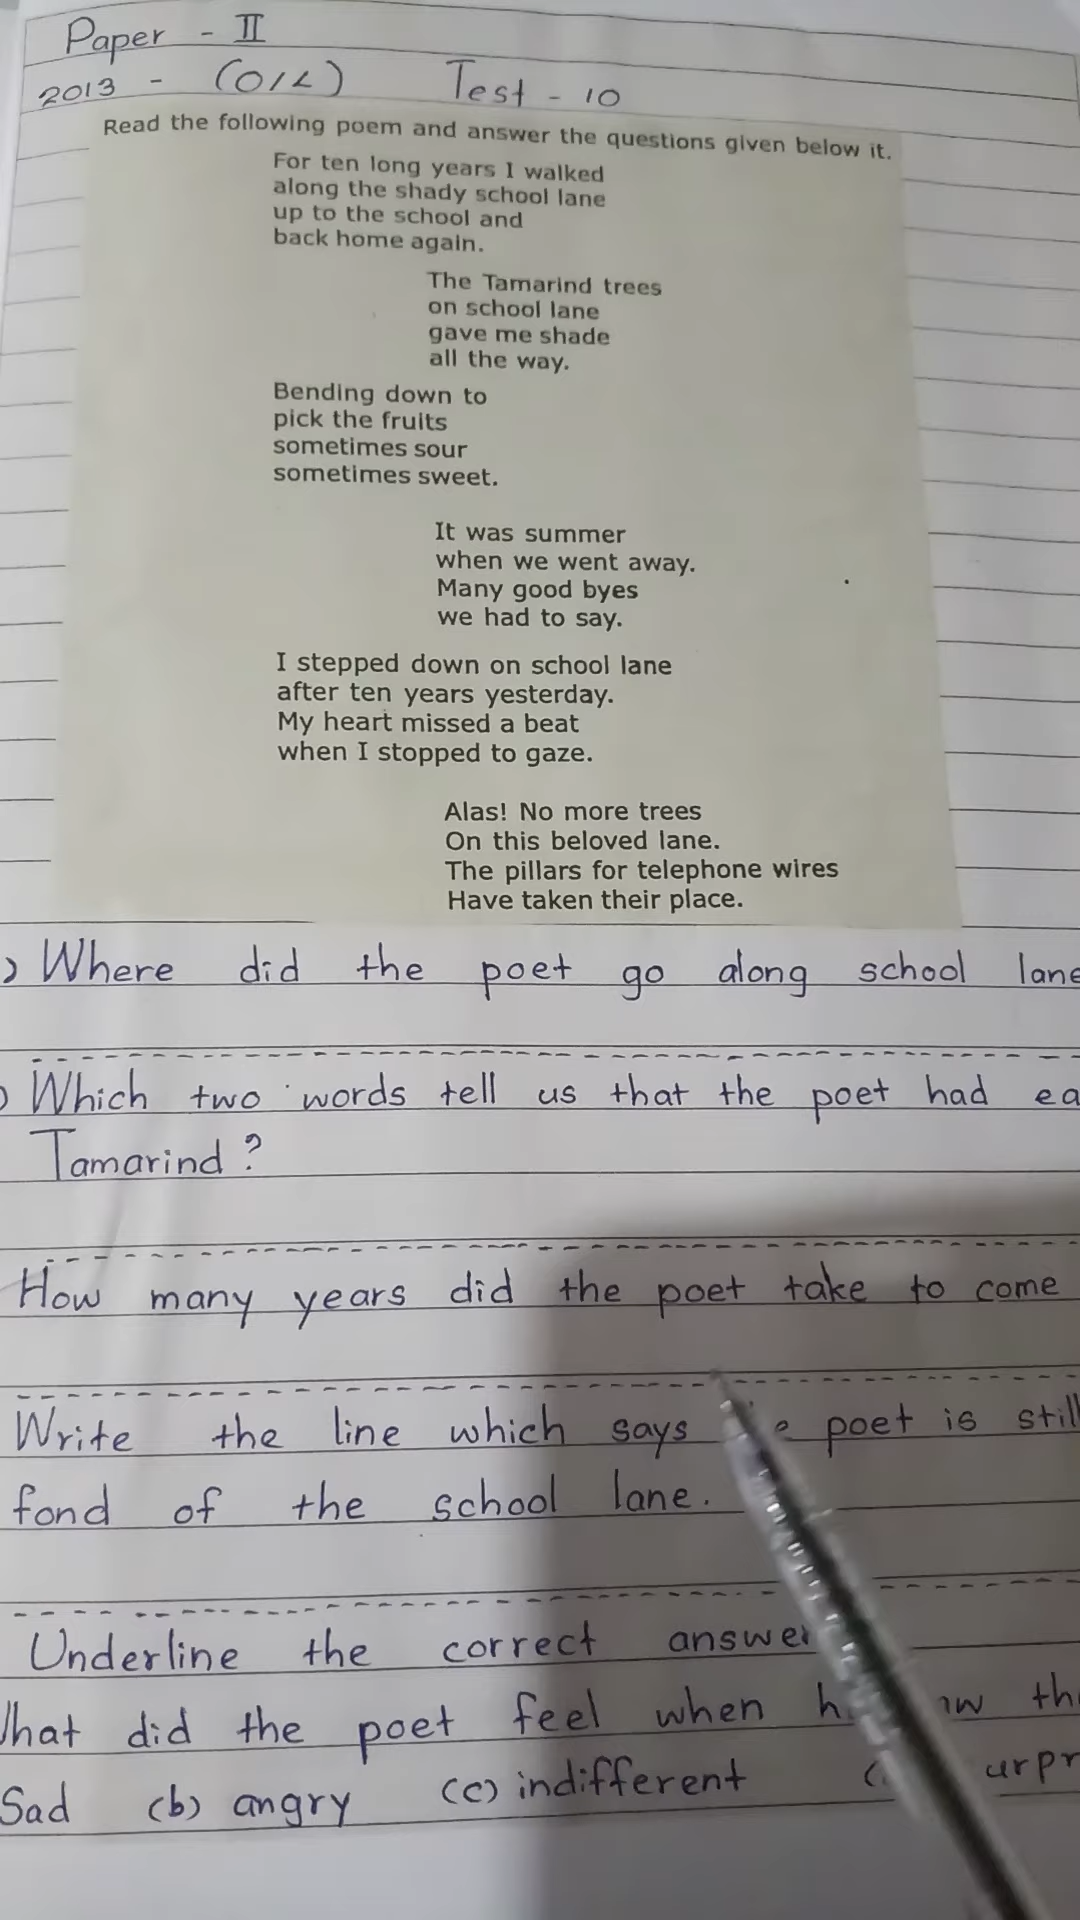 Paper - II
2013 - (O/L) Test - 10
Read the following poem and answer the questions given below it.
For ten long years I walked
along the shady school lane
up to the school and
back home again.
The Tamarind trees
on school lane
gave me shade
all the way.
Bending down to
pick the fruits
sometimes sour
sometimes sweet.
It was summer
when we went away.
Many good byes
we had to say.
I stepped down on school lane
after ten years yesterday.
My heart missed a beat
when I stopped to gaze.
Alas! No more trees
On this beloved lane.
The pillars for telephone wires
Have taken their place.
Where did the poet go along school lane
Which two words tell us that the poet had
Tamarind ?
How many years did the poet take to come
Write the line which says poet is still
fond of the school lane.
Underline the correct
did the poet feel when
Sad (b) angry (c) indifferent